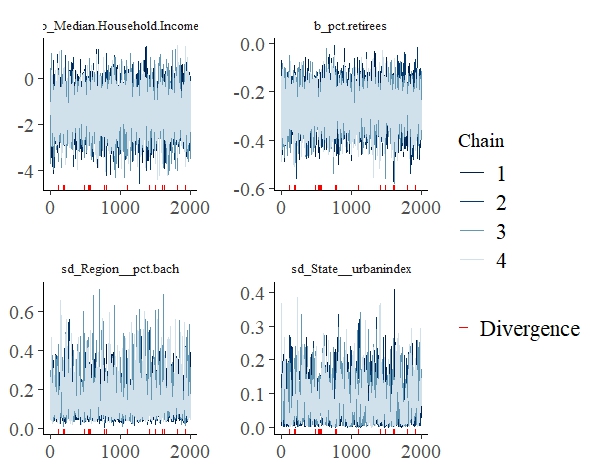 b_Median.Household.Income
b_pct.retirees
0
-2
-4
0 1000 2000
0.0
-0.2
-0.4
-0.6
0 1000 2000
sd_Region__pct.bach
sd_State__urbanindex
0.6
0.4
0.2
0.0
0 1000 2000
0.4
0.3
0.2
0.1
0.0
0 1000 2000
Chain
1
2
3
4
Divergence